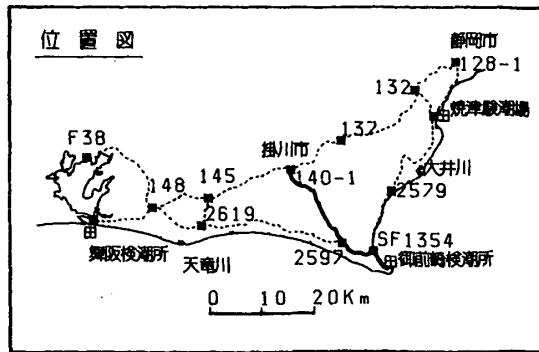 位置図
静岡市
128-1
132
焼津験潮場
137
F38
掛川市
大井川
145
140-1
148
2579
2619
SF1354
舞阪検潮所
2597
御前崎検潮所
天竜川
0 10 20Km